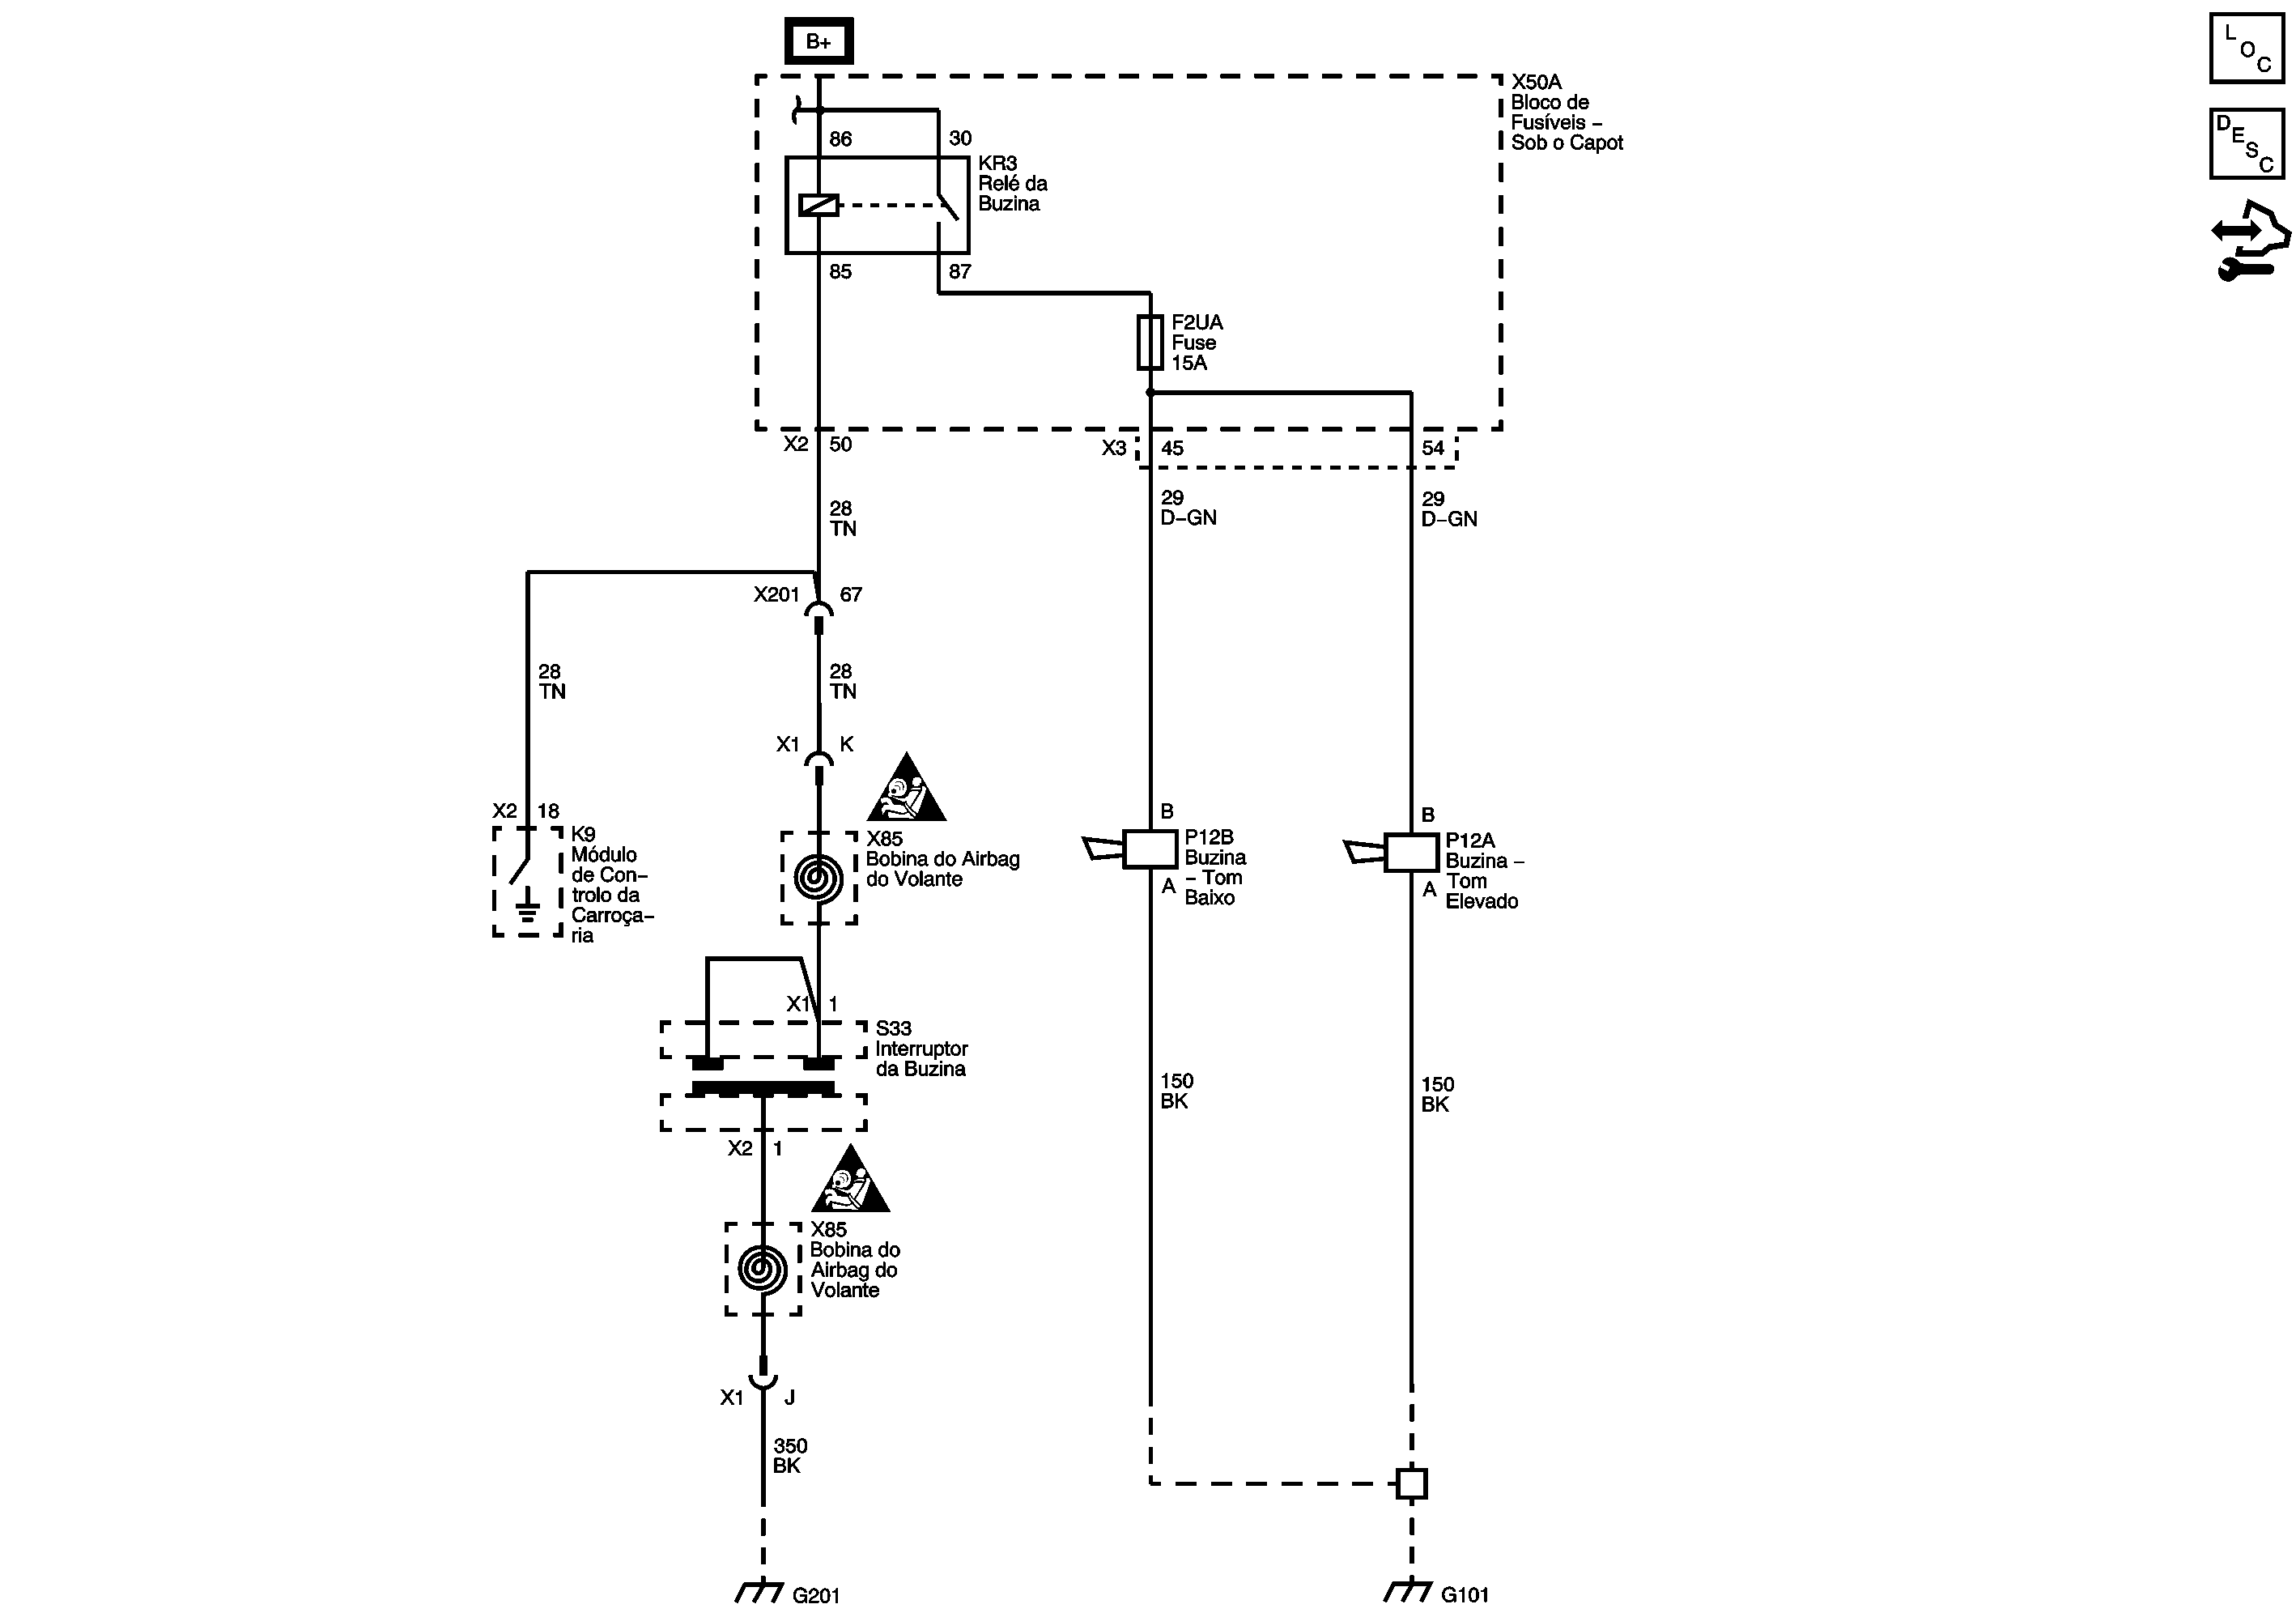 B+
L
O
C
X50A
Bloco de
Fusíveis –
Sob o Capot
D
E
S
C
86
30
KR3
Relé da
Buzina
85
87
F2UA
Fuse
15A
X2
50
X3
45
54
28
TN
29
D–GN
29
D–GN
X201
67
28
TN
28
TN
X1
K
X2
18
K9
Módulo
de Con–
trolo da
Carroça–
ria
X85
Bobina do Airbag
do Volante
B
P12B
Buzina
– Tom
Baixo
A
B
P12A
Buzina –
Tom
Elevado
A
X1
1
S33
Interruptor
da Buzina
150
BK
150
BK
X2
1
X85
Bobina do
Airbag do
Volante
X1
J
350
BK
G201
G101